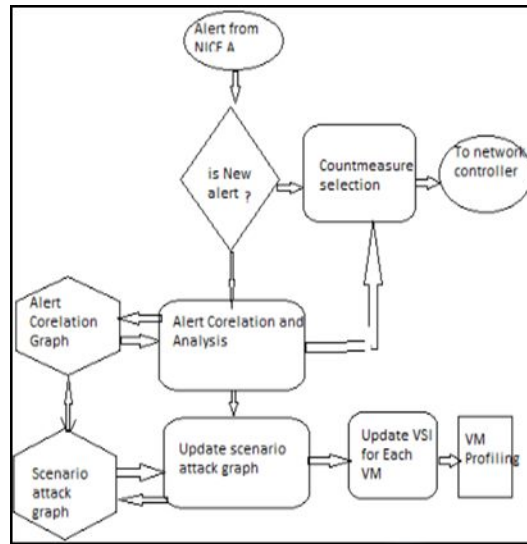 Alert from
NICE A
is New
alert ?
Countmeasure
selection
To network
controller
Alert
Corelation
Graph
Alert Corelation and
Analysis
Scenario
attack
graph
Update scenario
attack graph
Update VSI
for Each
VM
VM
Profiling